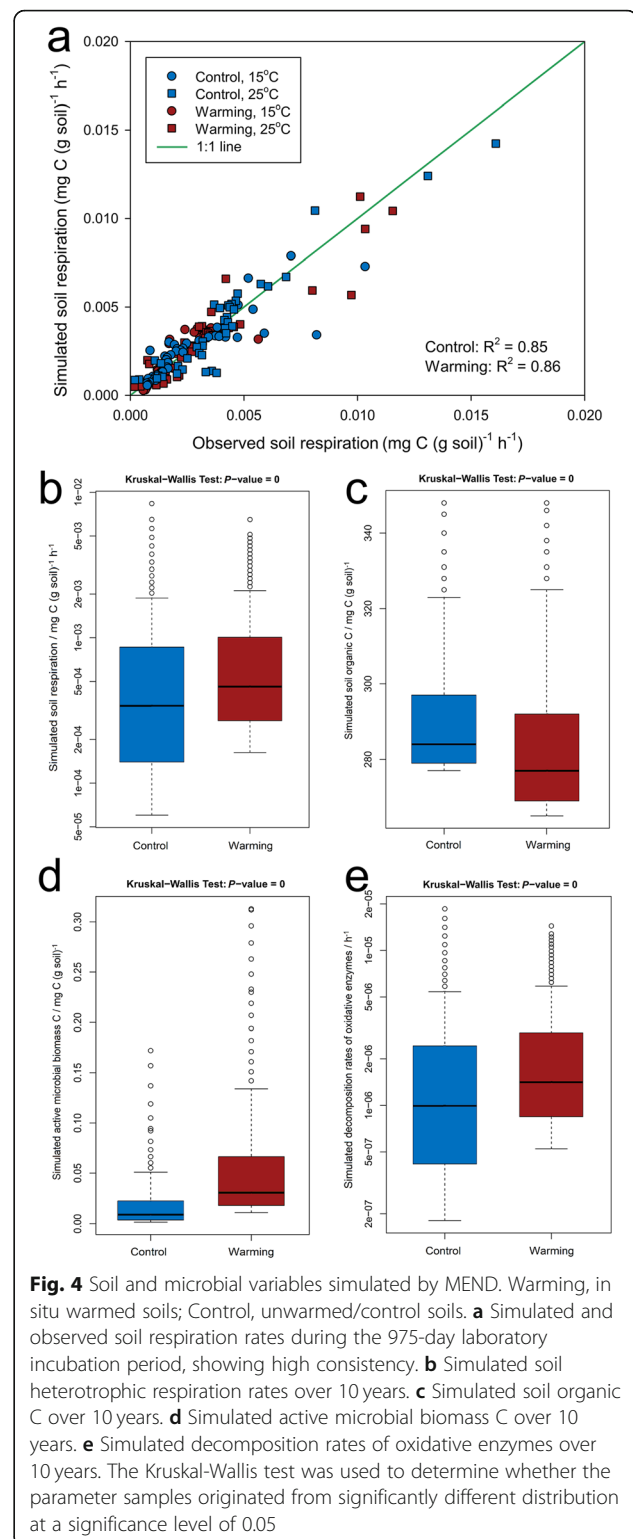 a
0.020
0.015
0.010
0.005
0.000
Simulated soil respiration (mg C (g soil)⁻¹ h⁻¹)
Control, 15°C
Control, 25°C
Warming, 15°C
Warming, 25°C
1:1 line
Control: R² = 0.85
Warming: R² = 0.86
0.000 0.005 0.010 0.015 0.020
Observed soil respiration (mg C (g soil)⁻¹ h⁻¹)
b
Kruskal−Wallis Test: P−value = 0
Simulated soil respiration / mg C (g soil)⁻¹ h⁻¹
1e−02
5e−03
2e−03
1e−03
5e−04
2e−04
1e−04
5e−05
Control Warming
c
Kruskal−Wallis Test: P−value = 0
Simulated soil organic C / mg C (g soil)⁻¹
340
320
300
280
Control Warming
d
Kruskal−Wallis Test: P−value = 0
Simulated active microbial biomass C / mg C (g soil)⁻¹
0.30
0.25
0.20
0.15
0.10
0.05
0.00
Control Warming
e
Kruskal−Wallis Test: P−value = 0
Simulated decomposition rates of oxidative enzymes / h⁻¹
2e−05
1e−05
5e−06
2e−06
1e−06
5e−07
2e−07
Control Warming
Fig. 4 Soil and microbial variables simulated by MEND. Warming, in
situ warmed soils; Control, unwarmed/control soils. a Simulated and
observed soil respiration rates during the 975-day laboratory
incubation period, showing high consistency. b Simulated soil
heterotrophic respiration rates over 10 years. c Simulated soil organic
C over 10 years. d Simulated active microbial biomass C over 10
years. e Simulated decomposition rates of oxidative enzymes over
10 years. The Kruskal-Wallis test was used to determine whether the
parameter samples originated from significantly different distribution
at a significance level of 0.05